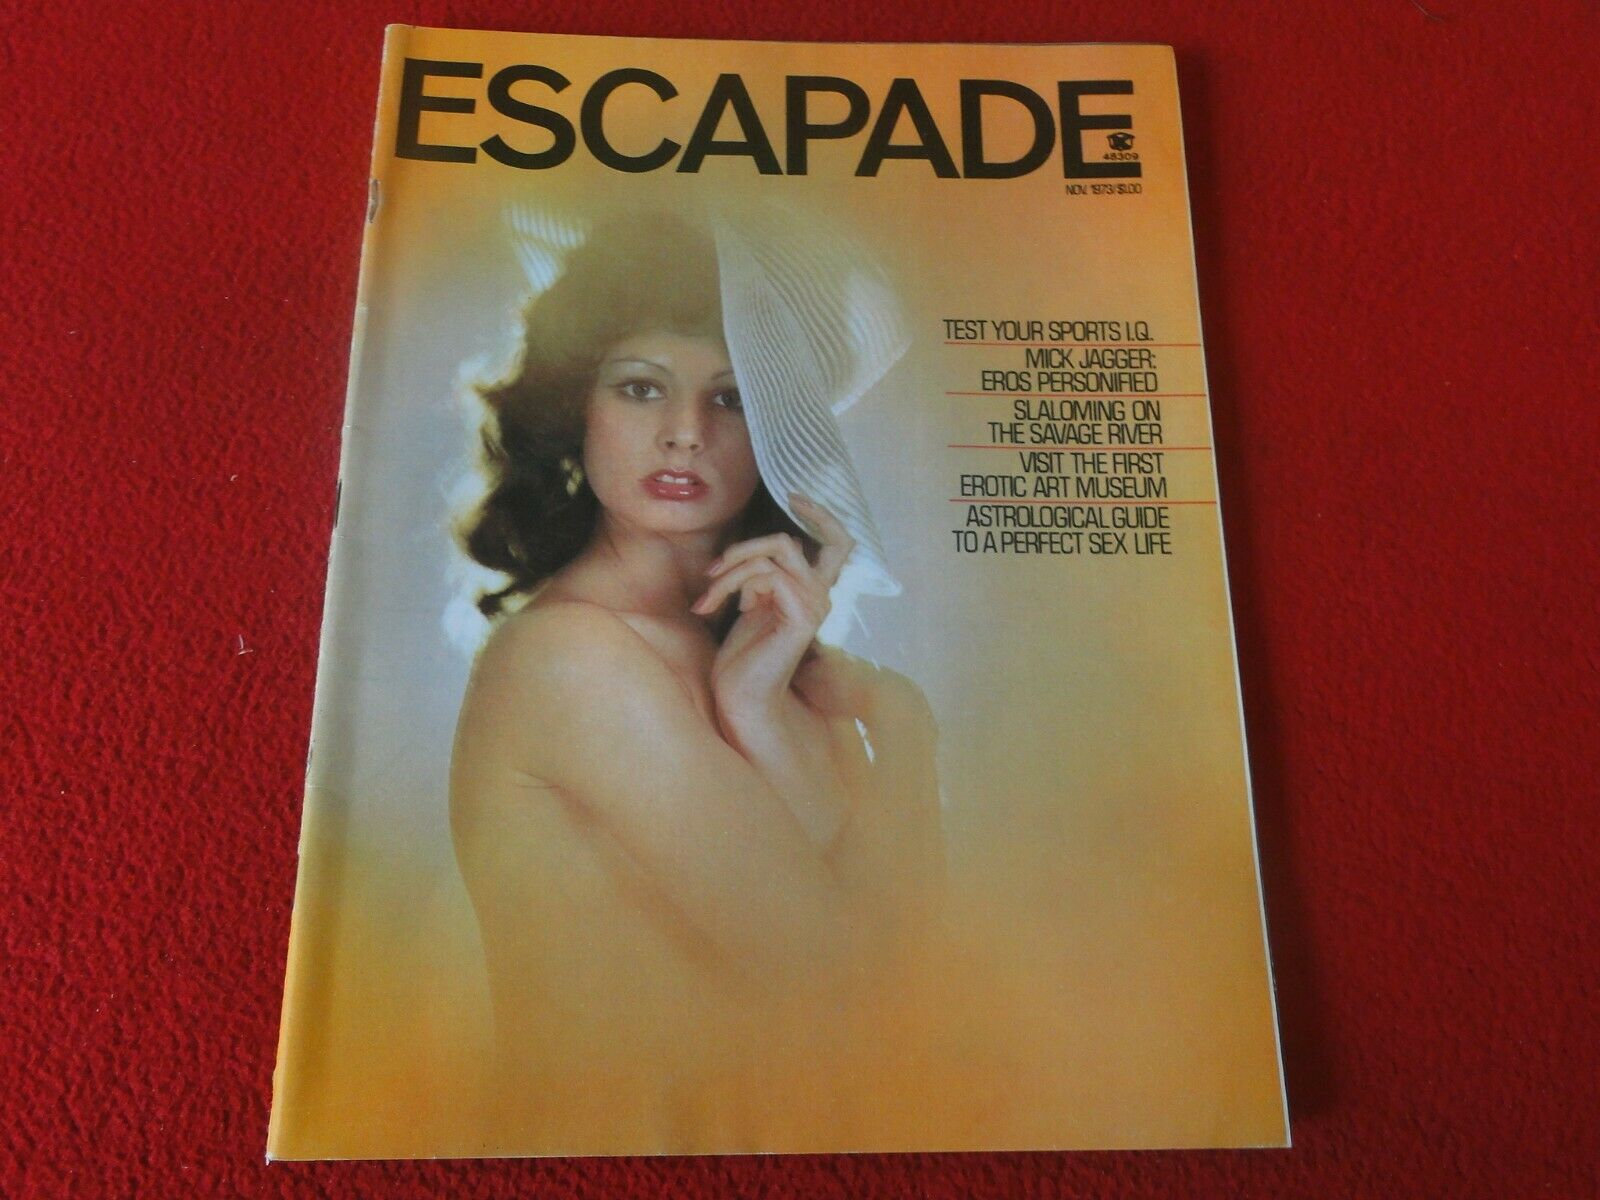 ESCAPADE
48309
NOV. 1973/$1.00
TEST YOUR SPORTS I.Q.
MICK JAGGER:
EROS PERSONIFIED
SLALOMING ON
THE SAVAGE RIVER
VISIT THE FIRST
EROTIC ART MUSEUM
ASTROLOGICAL GUIDE
TO A PERFECT SEX LIFE